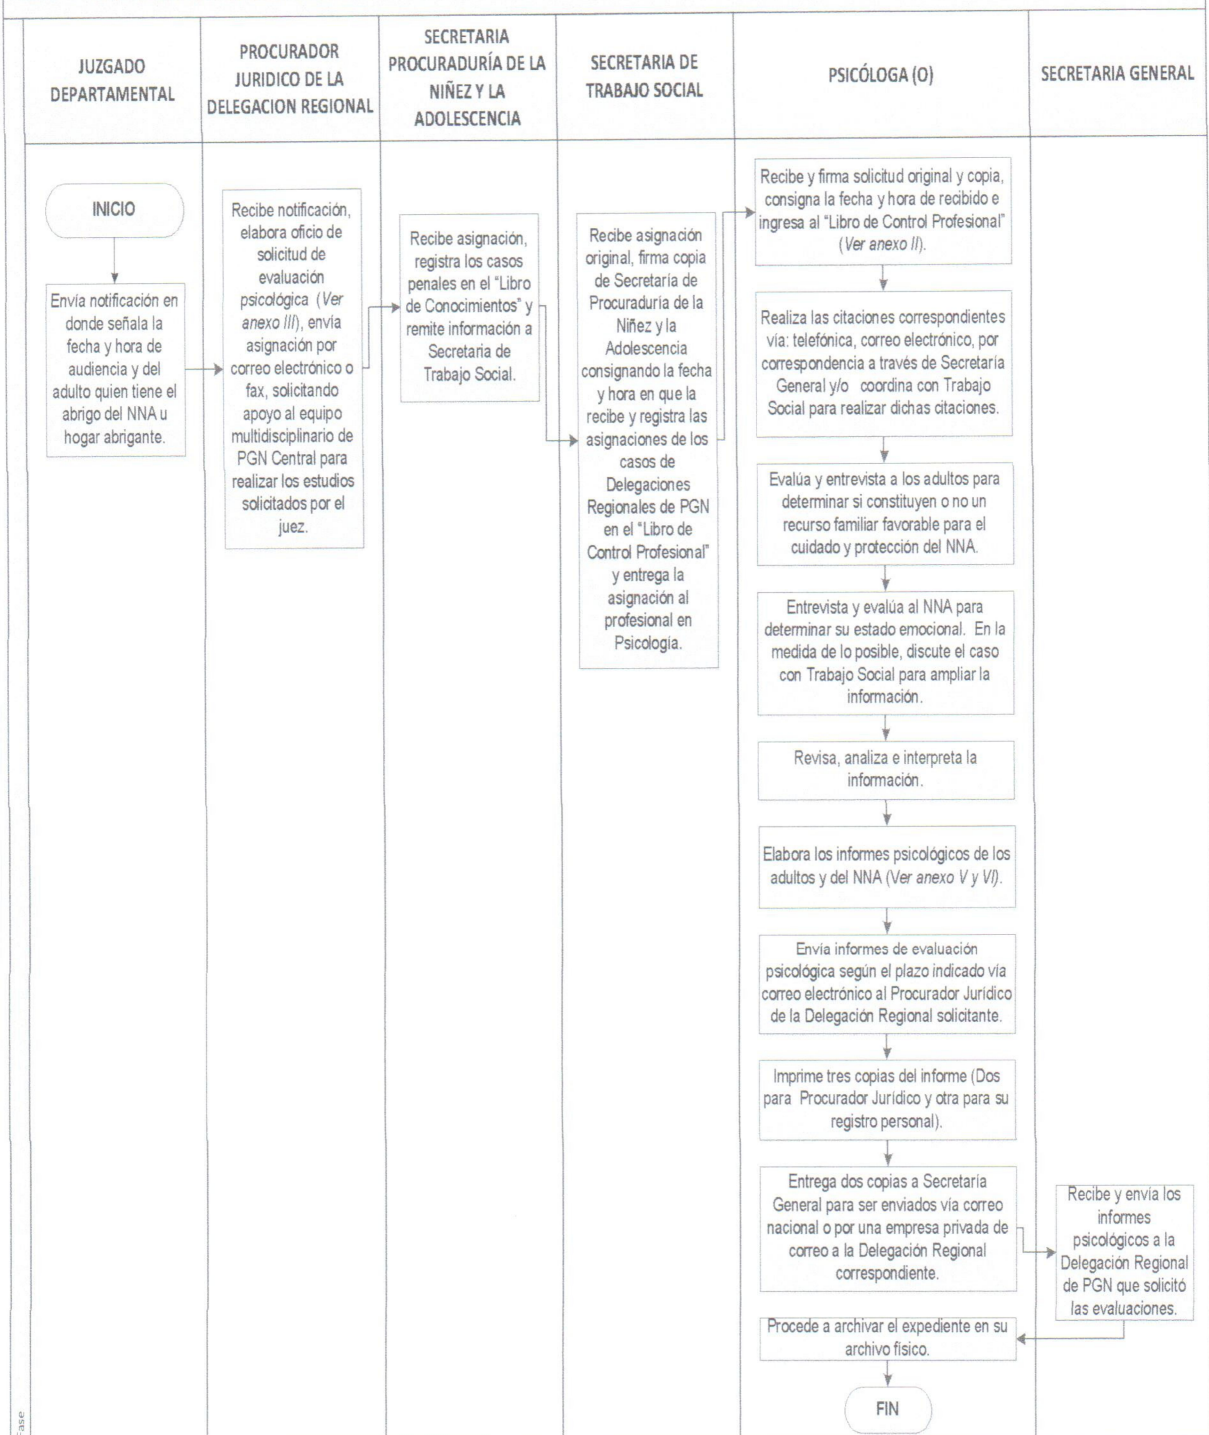 JUZGADO
DEPARTAMENTAL
PROCURADOR
JURIDICO DE LA
DELEGACION REGIONAL
SECRETARIA
PROCURADURÍA DE LA
NIÑEZ Y LA
ADOLESCENCIA
SECRETARIA DE
TRABAJO SOCIAL
PSICÓLOGA (O)
SECRETARIA GENERAL
INICIO
Envía notificación en
donde señala la
fecha y hora de
audiencia y del
adulto quien tiene el
abrigo del NNA u
hogar abrigante.
Recibe notificación,
elabora oficio de
solicitud de
evaluación
psicológica (Ver
anexo III), envía
asignación por
correo electrónico o
fax, solicitando
apoyo al equipo
multidisciplinario de
PGN Central para
realizar los estudios
solicitados por el
juez.
Recibe asignación,
registra los casos
penales en el "Libro
de Conocimientos" y
remite información a
Secretaria de
Trabajo Social.
Recibe asignación
original, firma copia
de Secretaría de
Procuraduría de la
Niñez y la
Adolescencia
consignando la fecha
y hora en que la
recibe y registra las
asignaciones de los
casos de
Delegaciones
Regionales de PGN
en el "Libro de
Control Profesional"
y entrega la
asignación al
profesional en
Psicología.
Recibe y firma solicitud original y copia,
consigna la fecha y hora de recibido e
ingresa al "Libro de Control Profesional"
(Ver anexo II).
Realiza las citaciones correspondientes
vía: telefónica, correo electrónico, por
correspondencia a través de Secretaría
General y/o coordina con Trabajo
Social para realizar dichas citaciones.
Evalúa y entrevista a los adultos para
determinar si constituyen o no un
recurso familiar favorable para el
cuidado y protección del NNA.
Entrevista y evalúa al NNA para
determinar su estado emocional. En la
medida de lo posible, discute el caso
con Trabajo Social para ampliar la
información.
Revisa, analiza e interpreta la
información.
Elabora los informes psicológicos de los
adultos y del NNA (Ver anexo V y VI).
Envía informes de evaluación
psicológica según el plazo indicado vía
correo electrónico al Procurador Jurídico
de la Delegación Regional solicitante.
Imprime tres copias del informe (Dos
para Procurador Jurídico y otra para su
registro personal).
Entrega dos copias a Secretaría
General para ser enviados vía correo
nacional o por una empresa privada de
correo a la Delegación Regional
correspondiente.
Recibe y envía los
informes
psicológicos a la
Delegación Regional
de PGN que solicitó
las evaluaciones.
Procede a archivar el expediente en su
archivo físico.
FIN
Fase